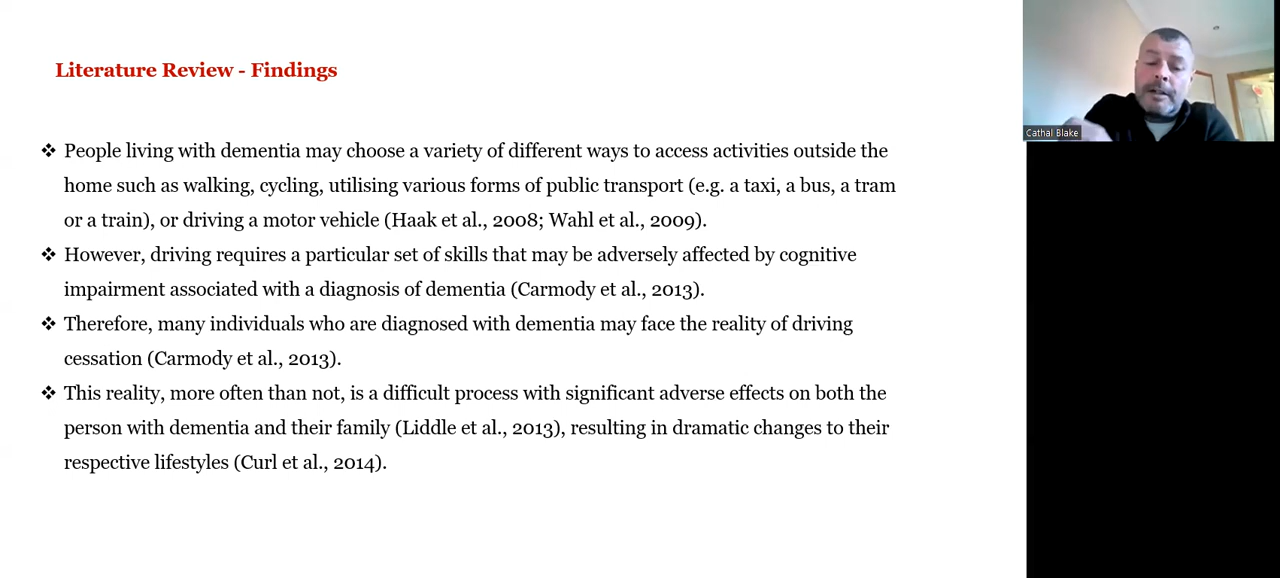 Literature Review - Findings
❖ People living with dementia may choose a variety of different ways to access activities outside the
home such as walking, cycling, utilising various forms of public transport (e.g. a taxi, a bus, a tram
or a train), or driving a motor vehicle (Haak et al., 2008; Wahl et al., 2009).
❖ However, driving requires a particular set of skills that may be adversely affected by cognitive
impairment associated with a diagnosis of dementia (Carmody et al., 2013).
❖ Therefore, many individuals who are diagnosed with dementia may face the reality of driving
cessation (Carmody et al., 2013).
❖ This reality, more often than not, is a difficult process with significant adverse effects on both the
person with dementia and their family (Liddle et al., 2013), resulting in dramatic changes to their
respective lifestyles (Curl et al., 2014).
Cathal Blake